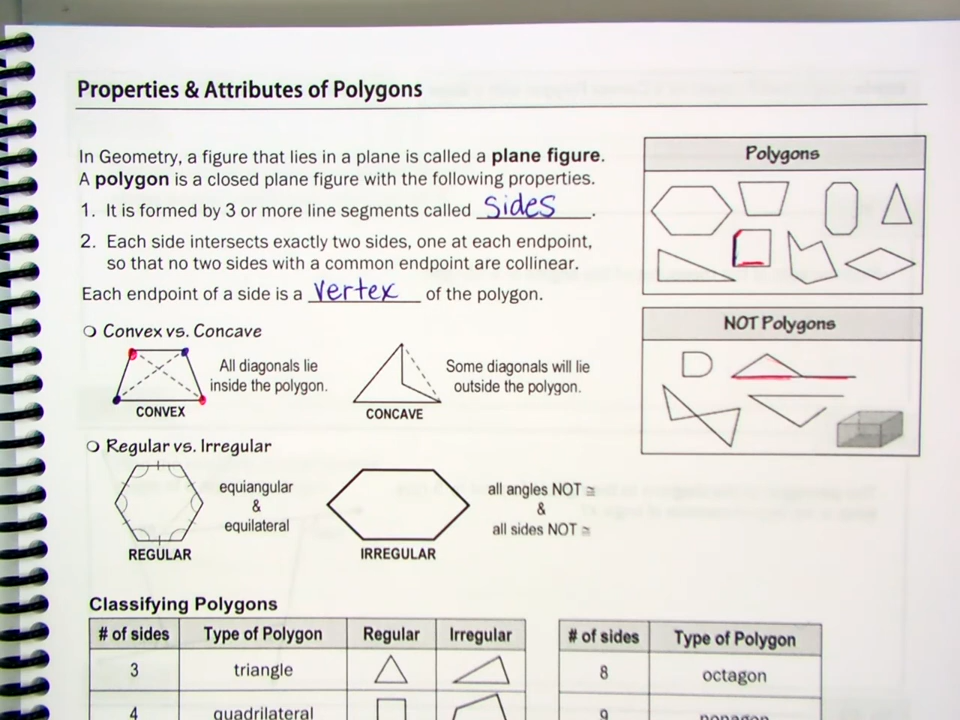 Properties & Attributes of Polygons
In Geometry, a figure that lies in a plane is called a plane figure.
A polygon is a closed plane figure with the following properties.
1. It is formed by 3 or more line segments called sides.
2. Each side intersects exactly two sides, one at each endpoint,
so that no two sides with a common endpoint are collinear.
Each endpoint of a side is a vertex of the polygon.
Polygons
NOT Polygons
Convex vs. Concave
All diagonals lie
inside the polygon.
CONVEX
Some diagonals will lie
outside the polygon.
CONCAVE
Regular vs. Irregular
equiangular
&
equilateral
REGULAR
all angles NOT ≅
&
all sides NOT ≅
IRREGULAR
Classifying Polygons
# of sides Type of Polygon Regular Irregular
3 triangle
4 quadrilateral
# of sides Type of Polygon
8 octagon
9 nonagon